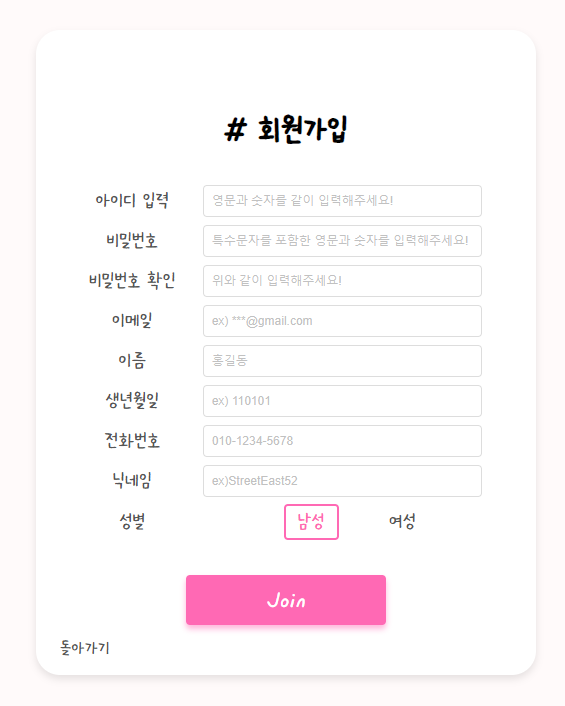 # 회원가입
아이디 입력 영문과 숫자를 같이 입력해주세요!
비밀번호 특수문자를 포함한 영문과 숫자를 입력해주세요!
비밀번호 확인 위와 같이 입력해주세요!
이메일 ex) ***@gmail.com
이름 홍길동
생년월일 ex) 110101
전화번호 010-1234-5678
닉네임 ex)StreetEast52
성별 남성 여성
Join
돌아가기